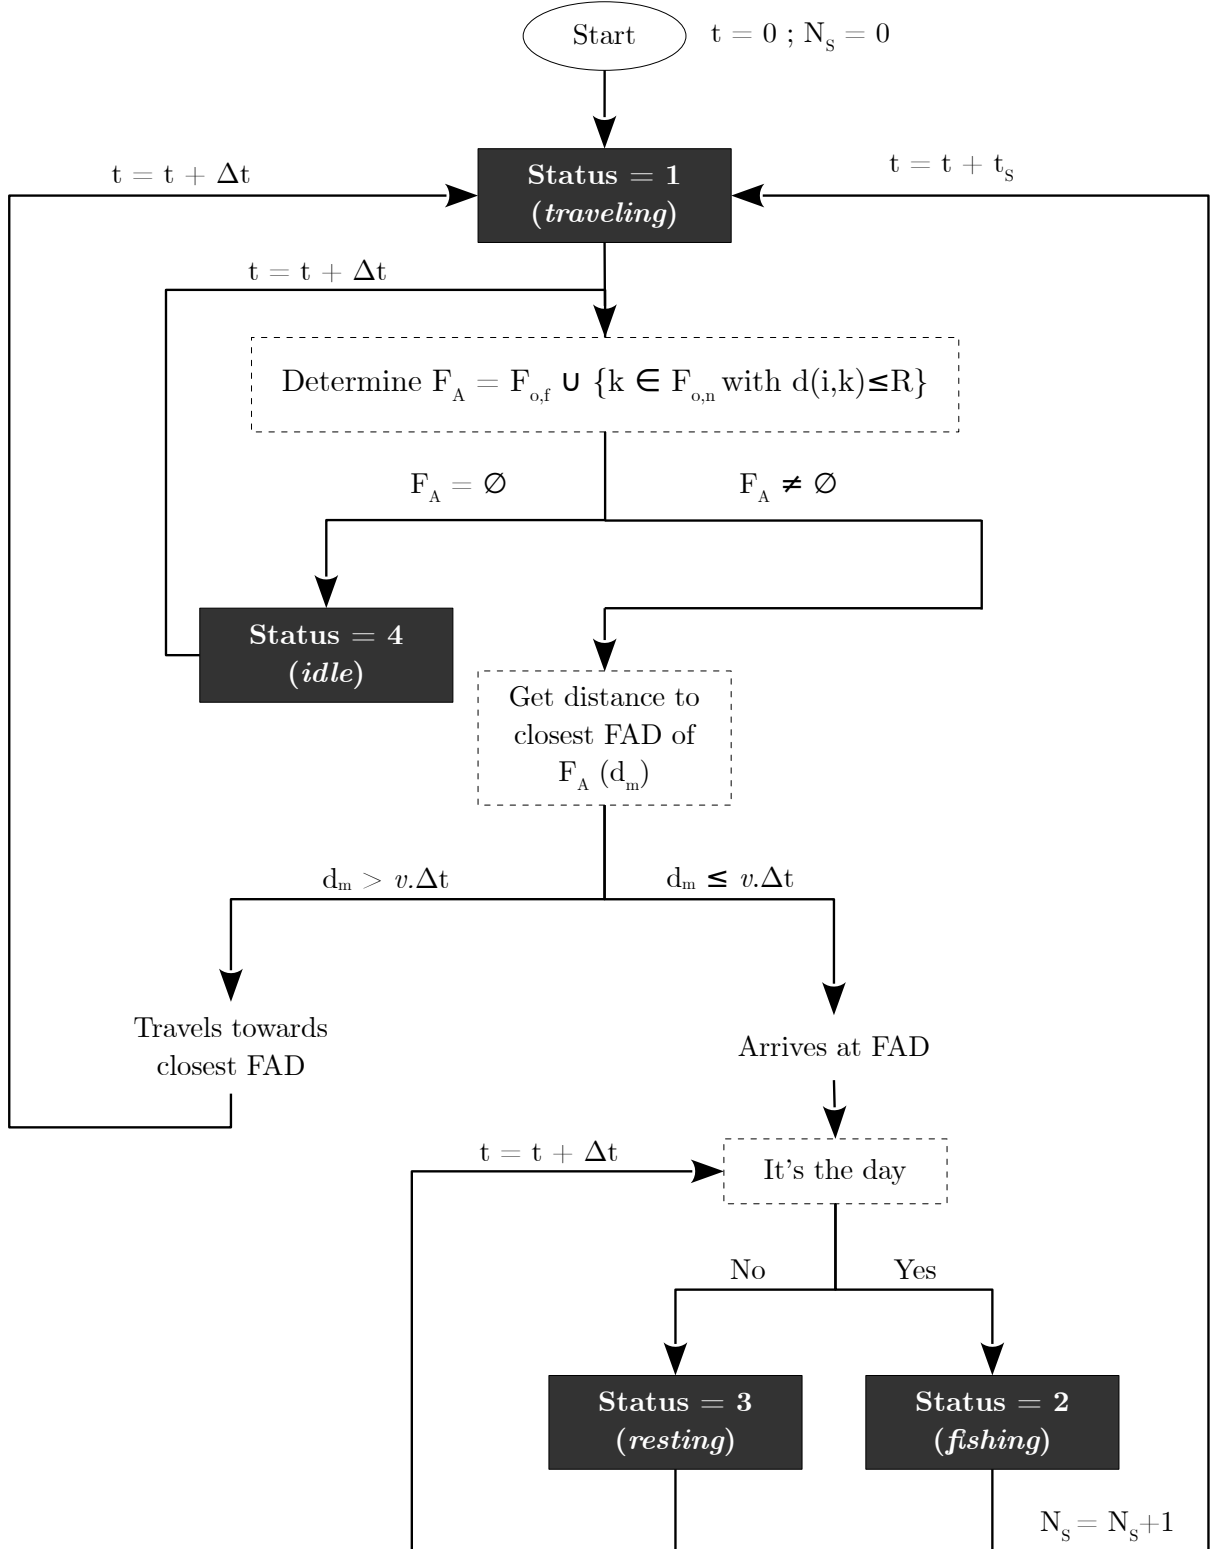 Start
t = 0 ; N_S = 0
t = t + Δt
Status = 1
(traveling)
t = t + t_S
t = t + Δt
Determine F_A = F_o,f ∪ {k ∈ F_o,n with d(i,k)≤R}
F_A = ∅
F_A ≠ ∅
Status = 4
(idle)
Get distance to
closest FAD of
F_A (d_m)
d_m > v.Δt
d_m ≤ v.Δt
Travels towards
closest FAD
Arrives at FAD
t = t + Δt
It's the day
No
Yes
Status = 3
(resting)
Status = 2
(fishing)
N_S = N_S+1